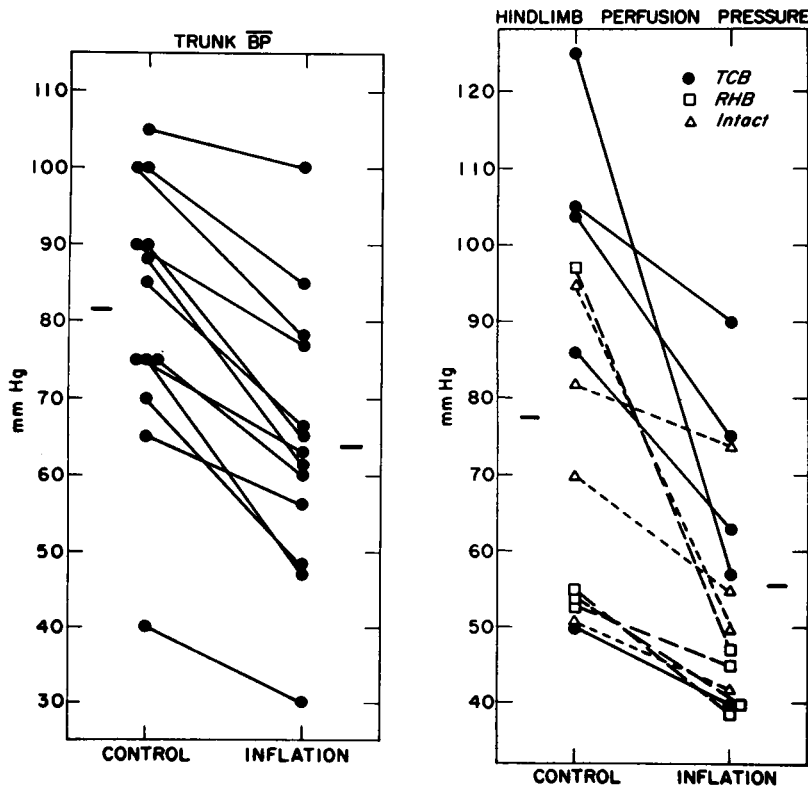 TRUNK B̅P̅
mm Hg
110
100
90
80
70
60
50
40
30
CONTROL INFLATION
HINDLIMB PERFUSION PRESSURE
TCB
RHB
Intact
mm Hg
120
110
100
90
80
70
60
50
40
CONTROL INFLATION